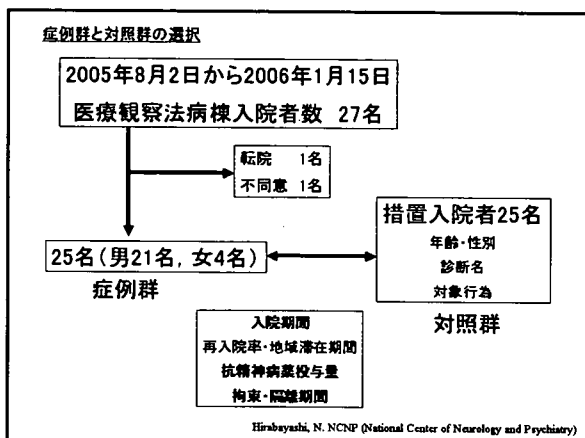 症例群と対照群の選択
2005年8月2日から2006年1月15日
医療観察法病棟入院者数 27名
転院 1名
不同意 1名
措置入院者25名
年齢・性別
診断名
対象行為
対照群
25名(男21名, 女4名)
症例群
入院期間
再入院率・地域滞在期間
抗精神病薬投与量
拘束・隔離期間
Hirabayashi, N. NCNP (National Center of Neurology and Psychiatry)